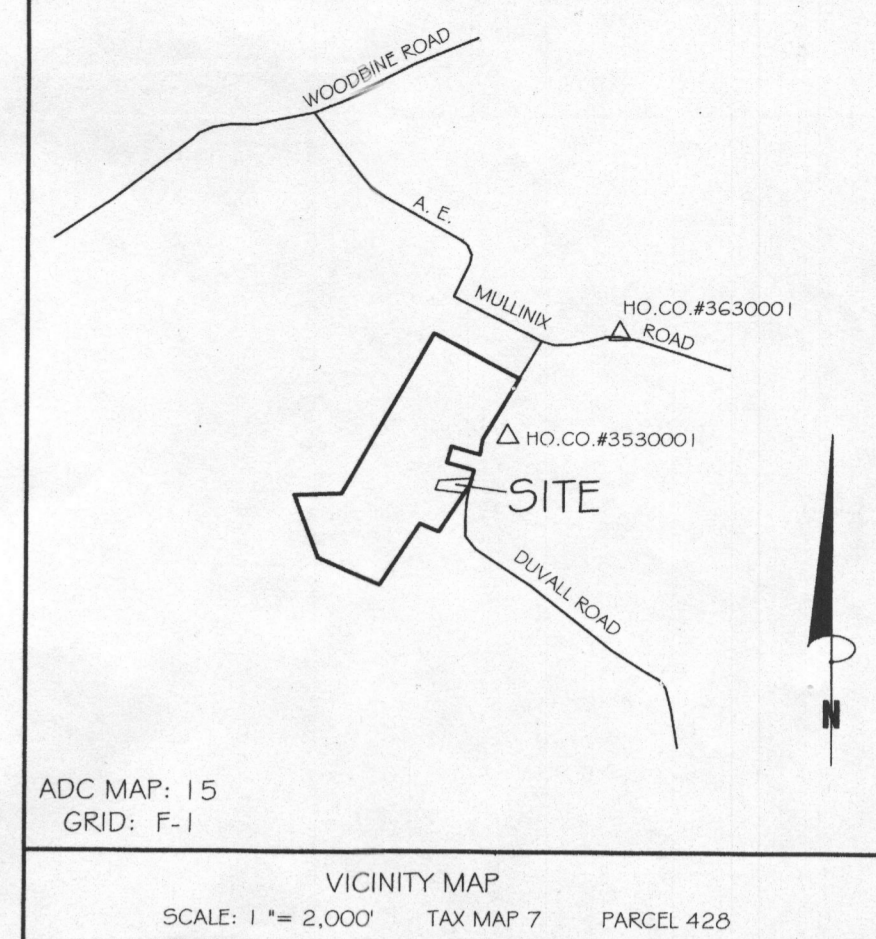 WOODBINE ROAD
A. E.
MULLINIX
HO.CO.#3630001
ROAD
HO.CO.#3530001
SITE
DUVALL ROAD
N
ADC MAP: 15
GRID: F-1
VICINITY MAP
SCALE: 1 "= 2,000' TAX MAP 7 PARCEL 428